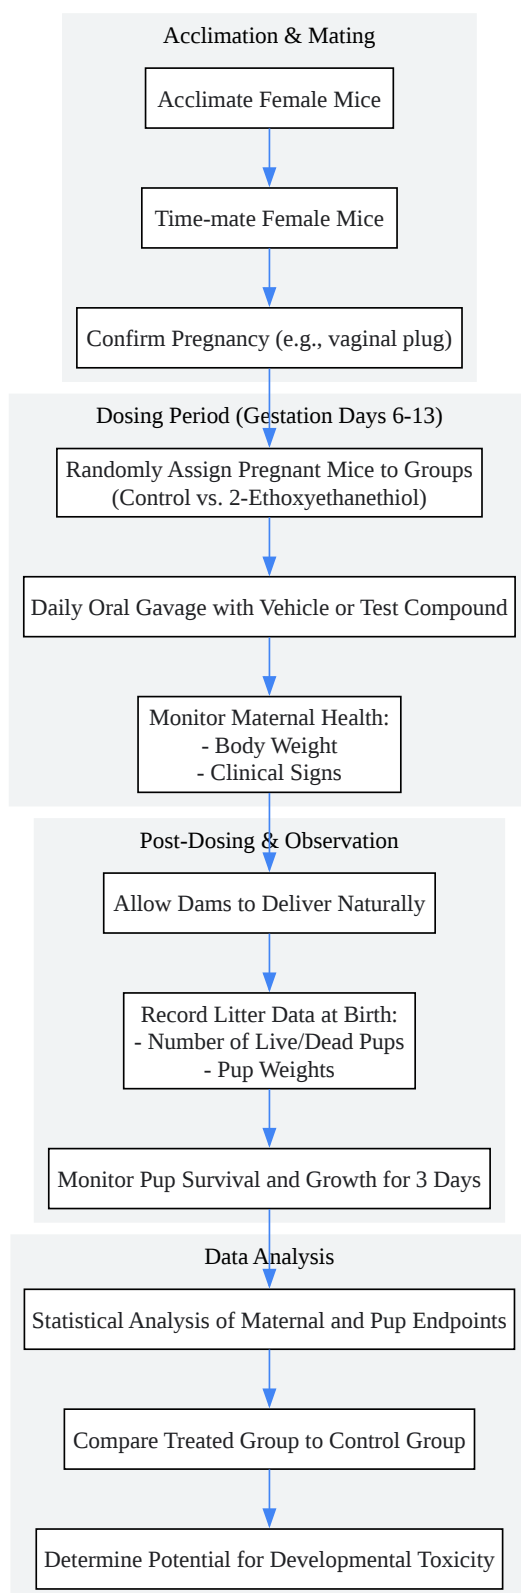 Acclimation & Mating
Acclimate Female Mice
Time-mate Female Mice
Confirm Pregnancy (e.g., vaginal plug)
Dosing Period (Gestation Days 6-13)
Randomly Assign Pregnant Mice to Groups
(Control vs. 2-Ethoxyethanethiol)
Daily Oral Gavage with Vehicle or Test Compound
Monitor Maternal Health:
- Body Weight
- Clinical Signs
Post-Dosing & Observation
Allow Dams to Deliver Naturally
Record Litter Data at Birth:
- Number of Live/Dead Pups
- Pup Weights
Monitor Pup Survival and Growth for 3 Days
Data Analysis
Statistical Analysis of Maternal and Pup Endpoints
Compare Treated Group to Control Group
Determine Potential for Developmental Toxicity